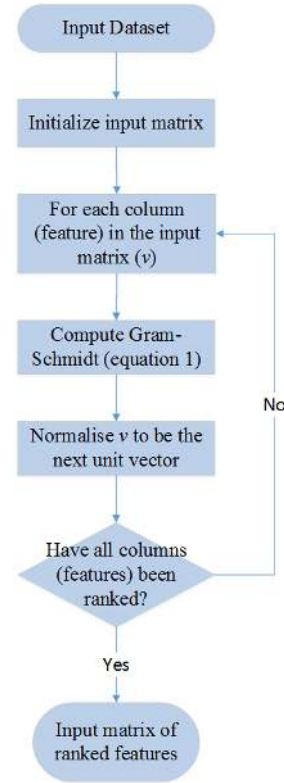 Input Dataset
Initialize input matrix
For each column
(feature) in the input
matrix (v)
Compute Gram-
Schmidt (equation 1)
Normalise v to be the
next unit vector
No
Have all columns
(features) been
ranked?
Yes
Input matrix of
ranked features